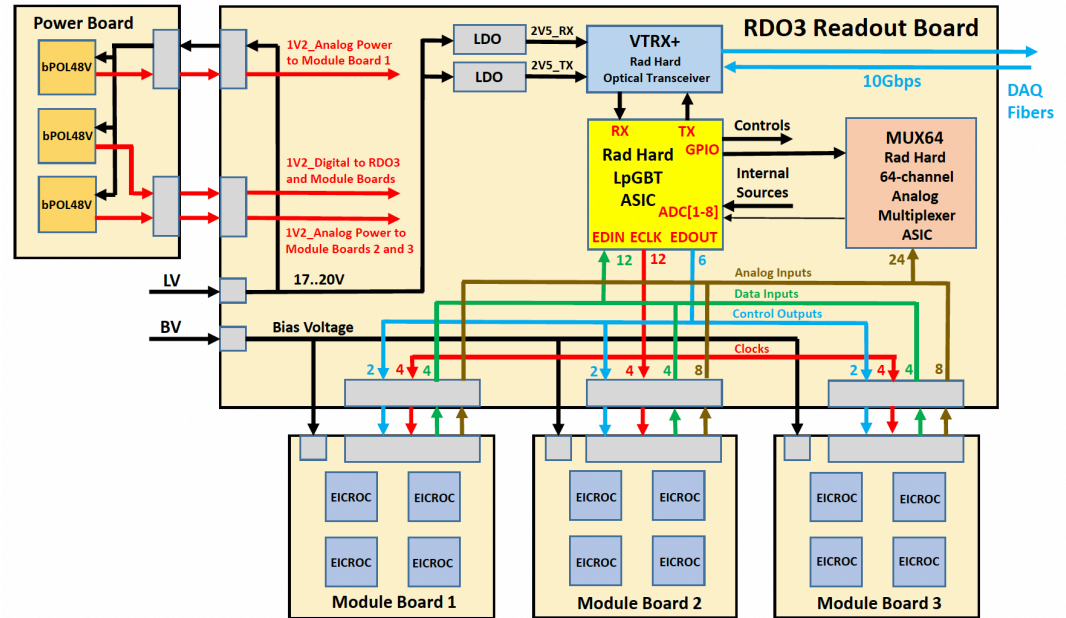 Power Board
bPOL48V
bPOL48V
bPOL48V
1V2_Analog Power
to Module Board 1
1V2_Digital to RDO3
and Module Boards
1V2_Analog Power to
Module Boards 2 and 3
LV
17..20V
BV
Bias Voltage
RDO3 Readout Board
LDO
2V5_RX
LDO
2V5_TX
VTRX+
Rad Hard
Optical Transceiver
10Gbps
DAQ
Fibers
RX
TX
GPIO
Rad Hard
LpGBT
ASIC
ADC[1-8]
EDIN ECLK EDOUT
Controls
Internal
Sources
MUX64
Rad Hard
64-channel
Analog
Multiplexer
ASIC
12
12
6
24
Analog Inputs
Data Inputs
Control Outputs
Clocks
2
4
4
8
2
4
4
8
2
4
4
8
EICROC
EICROC
EICROC
EICROC
Module Board 1
EICROC
EICROC
EICROC
EICROC
Module Board 2
EICROC
EICROC
EICROC
EICROC
Module Board 3